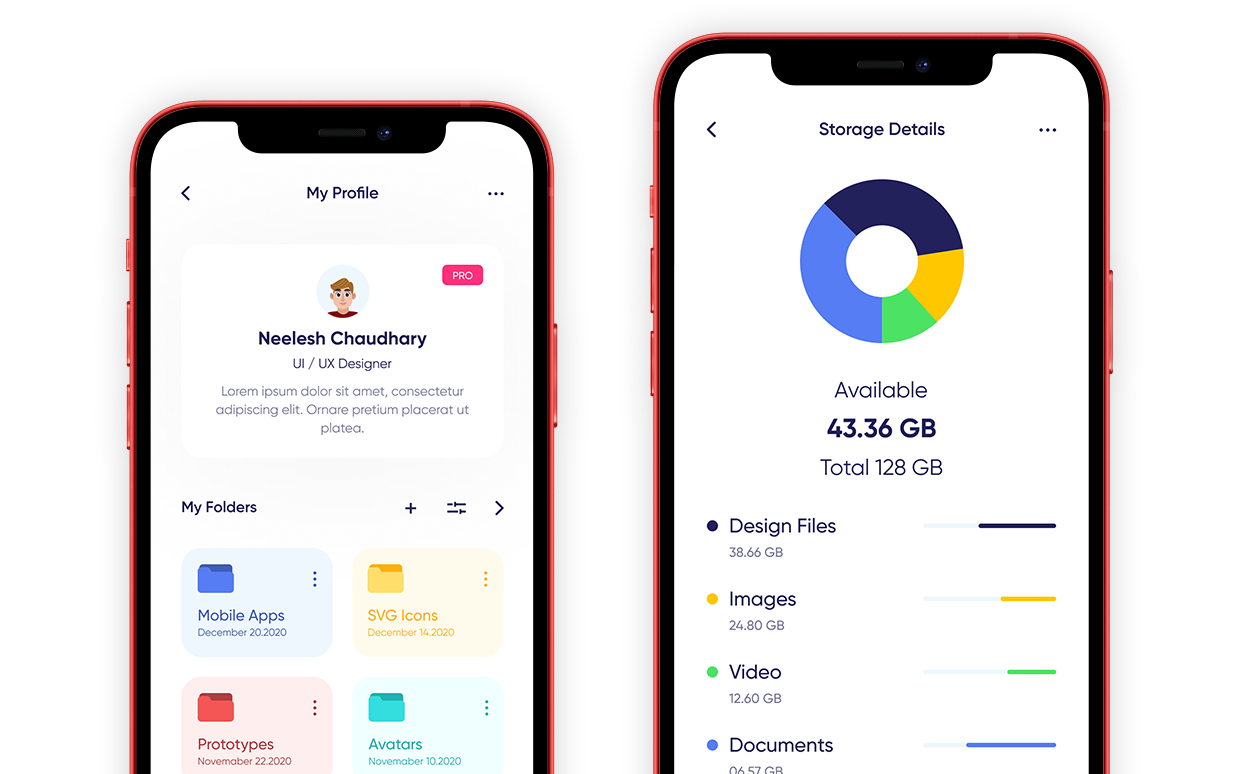 My Profile
PRO
Neelesh Chaudhary
UI / UX Designer
Lorem ipsum dolor sit amet, consectetur
adipiscing elit. Ornare pretium placerat ut
platea.
My Folders
Mobile Apps
December 20.2020
SVG Icons
December 14.2020
Prototypes
Novemaber 22.2020
Avatars
Novemaber 10.2020
Storage Details
Available
43.36 GB
Total 128 GB
Design Files
38.66 GB
Images
24.80 GB
Video
12.60 GB
Documents
06.57 GB